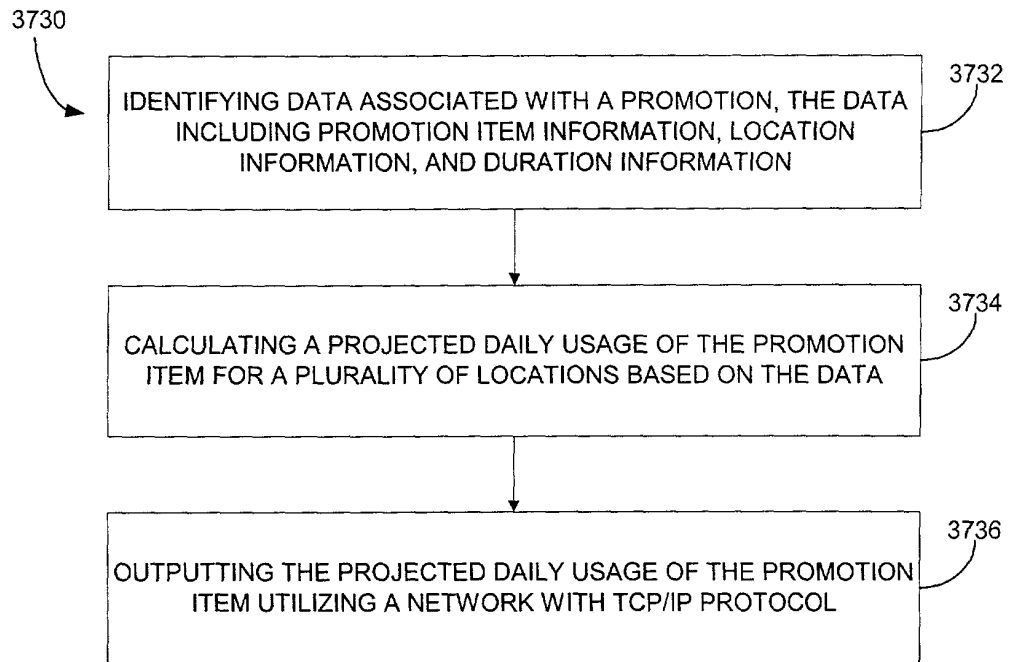 3730
3732
IDENTIFYING DATA ASSOCIATED WITH A PROMOTION, THE DATA
INCLUDING PROMOTION ITEM INFORMATION, LOCATION
INFORMATION, AND DURATION INFORMATION
3734
CALCULATING A PROJECTED DAILY USAGE OF THE PROMOTION
ITEM FOR A PLURALITY OF LOCATIONS BASED ON THE DATA
3736
OUTPUTTING THE PROJECTED DAILY USAGE OF THE PROMOTION
ITEM UTILIZING A NETWORK WITH TCP/IP PROTOCOL